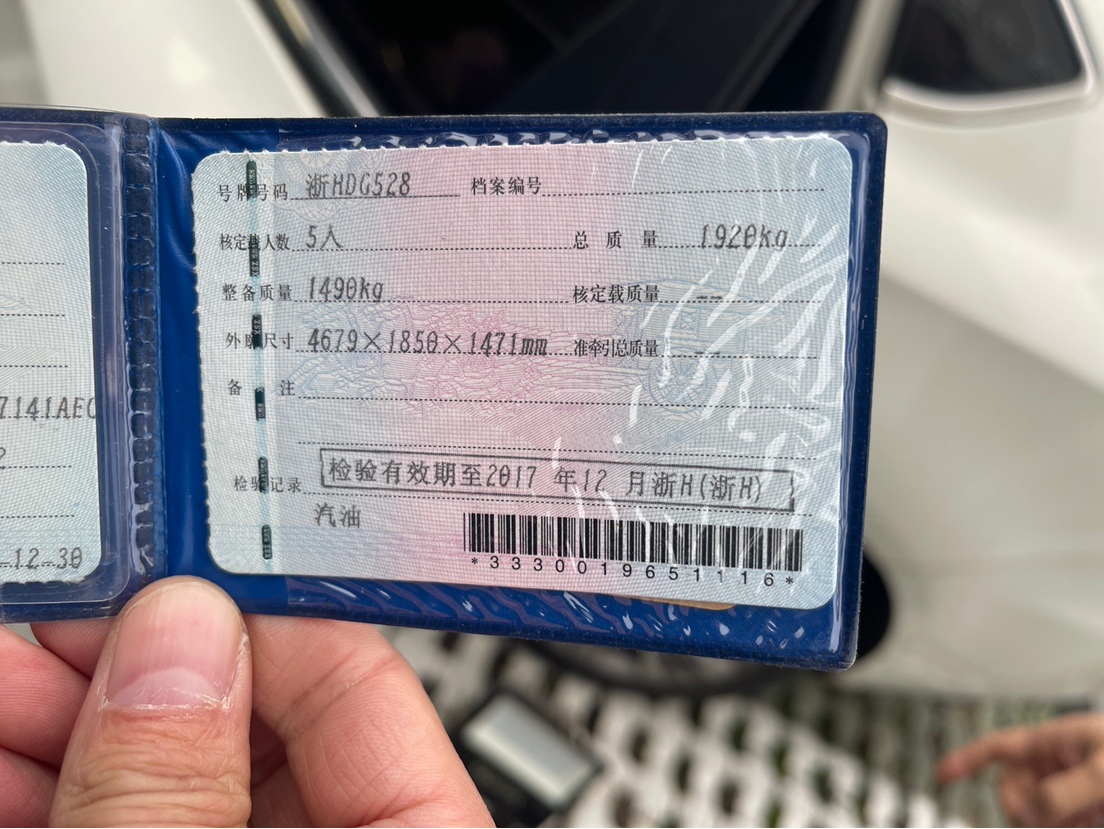 号牌号码 浙HDG528 档案编号
核定载人数 5人 总质量 1920kg
整备质量 1490kg 核定载质量 --
外廓尺寸 4679×1850×1471mm 准牵引总质量 --
备注
检验记录 检验有效期至2017年12月浙H(浙H)
汽油
*3330019651116*
7141AEC
2
12.30